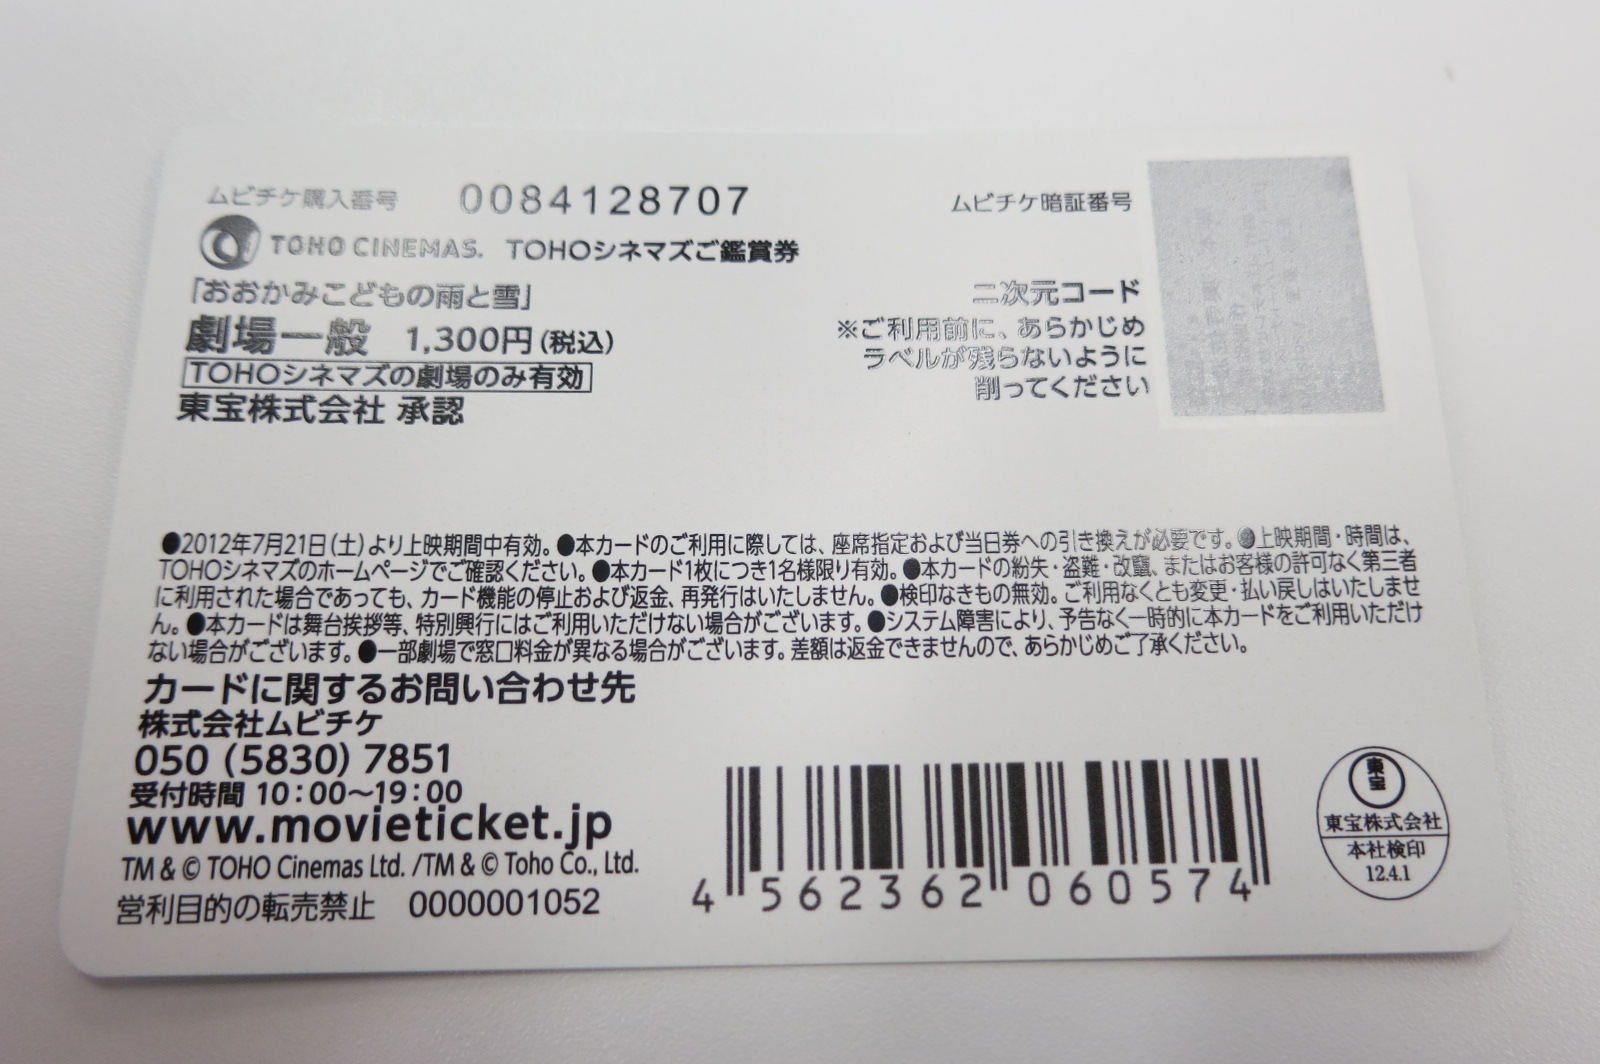 ムビチケ購入番号 0084128707
ムビチケ暗証番号
TOHO CINEMAS. TOHOシネマズご鑑賞券
「おおかみこどもの雨と雪」
劇場一般 1,300円(税込)
TOHOシネマズの劇場のみ有効
東宝株式会社 承認
二次元コード
※ご利用前に、あらかじめ
ラベルが残らないように
削ってください
●2012年7月21日(土)より上映期間中有効。●本カードのご利用に際しては、座席指定および当日券への引き換えが必要です。●上映期間・時間は、
TOHOシネマズのホームページでご確認ください。●本カード1枚につき1名様限り有効。●本カードの紛失・盗難・改竄、またはお客様の許可なく第三者
に利用された場合であっても、カード機能の停止および返金、再発行はいたしません。●検印なきもの無効。ご利用なくとも変更・払い戻しはいたしませ
ん。●本カードは舞台挨拶等、特別興行にはご利用いただけない場合がございます。●システム障害により、予告なく一時的に本カードをご利用いただけ
ない場合がございます。●一部劇場で窓口料金が異なる場合がございます。差額は返金できませんので、あらかじめご了承ください。
カードに関するお問い合わせ先
株式会社ムビチケ
050 (5830) 7851
受付時間 10:00〜19:00
www.movieticket.jp
TM & © TOHO Cinemas Ltd. /TM & © Toho Co., Ltd.
営利目的の転売禁止 0000001052
4 562362 060574
東宝
東宝株式会社
本社検印
12.4.1